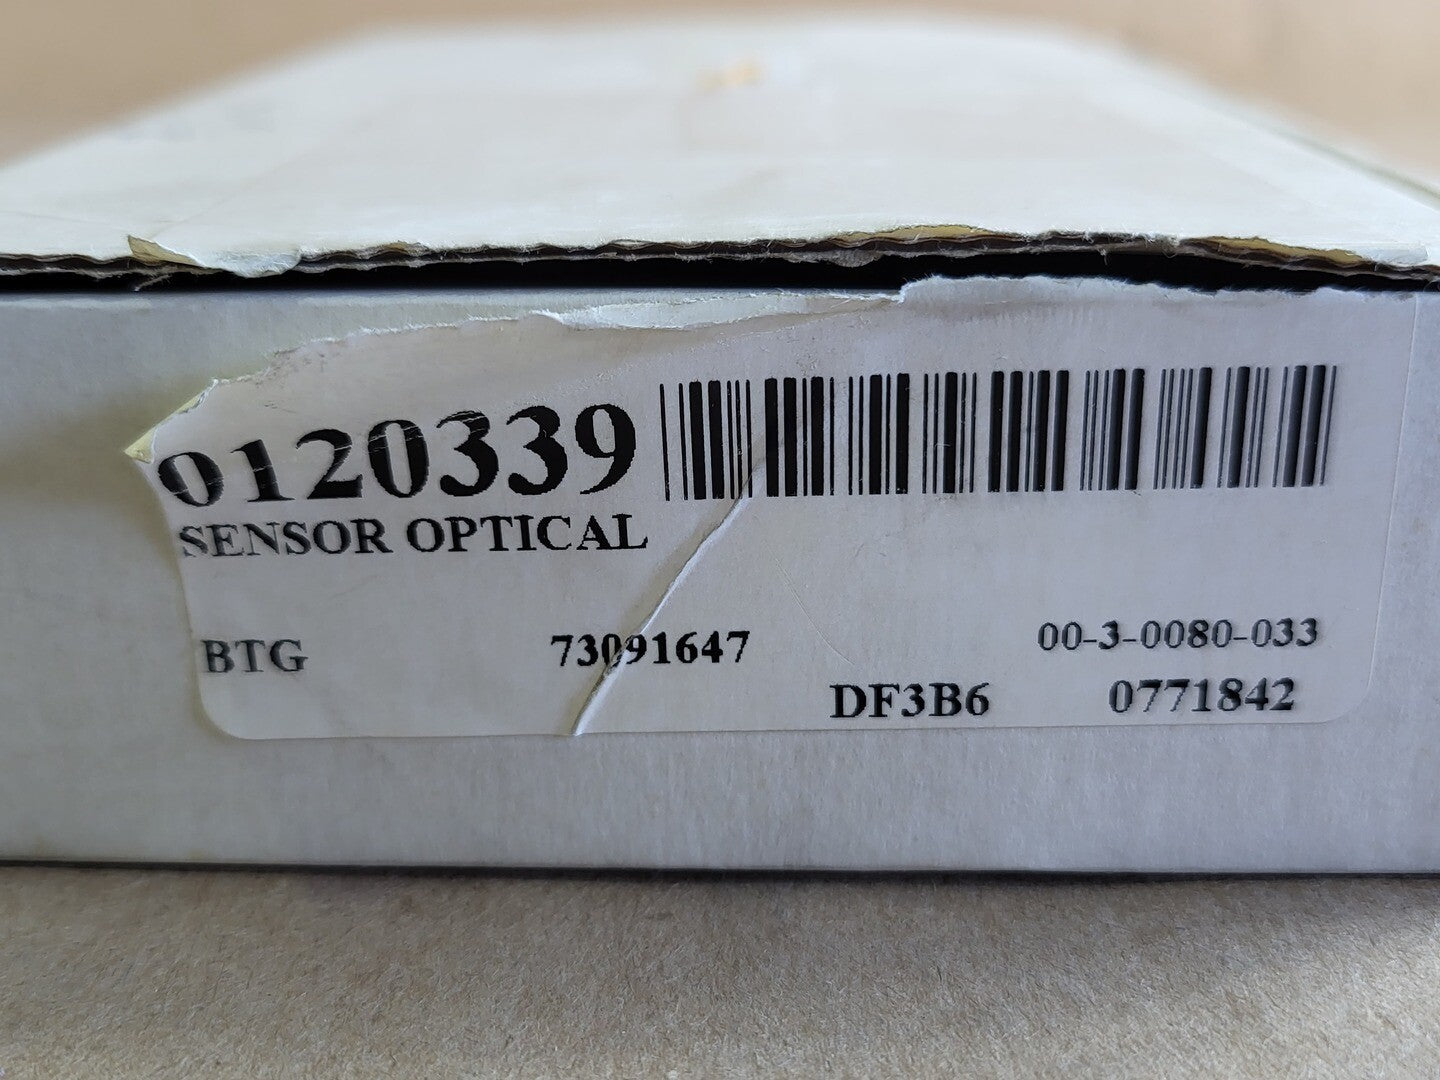 0120339
SENSOR OPTICAL
BTG 73091647 00-3-0080-033
DF3B6 0771842